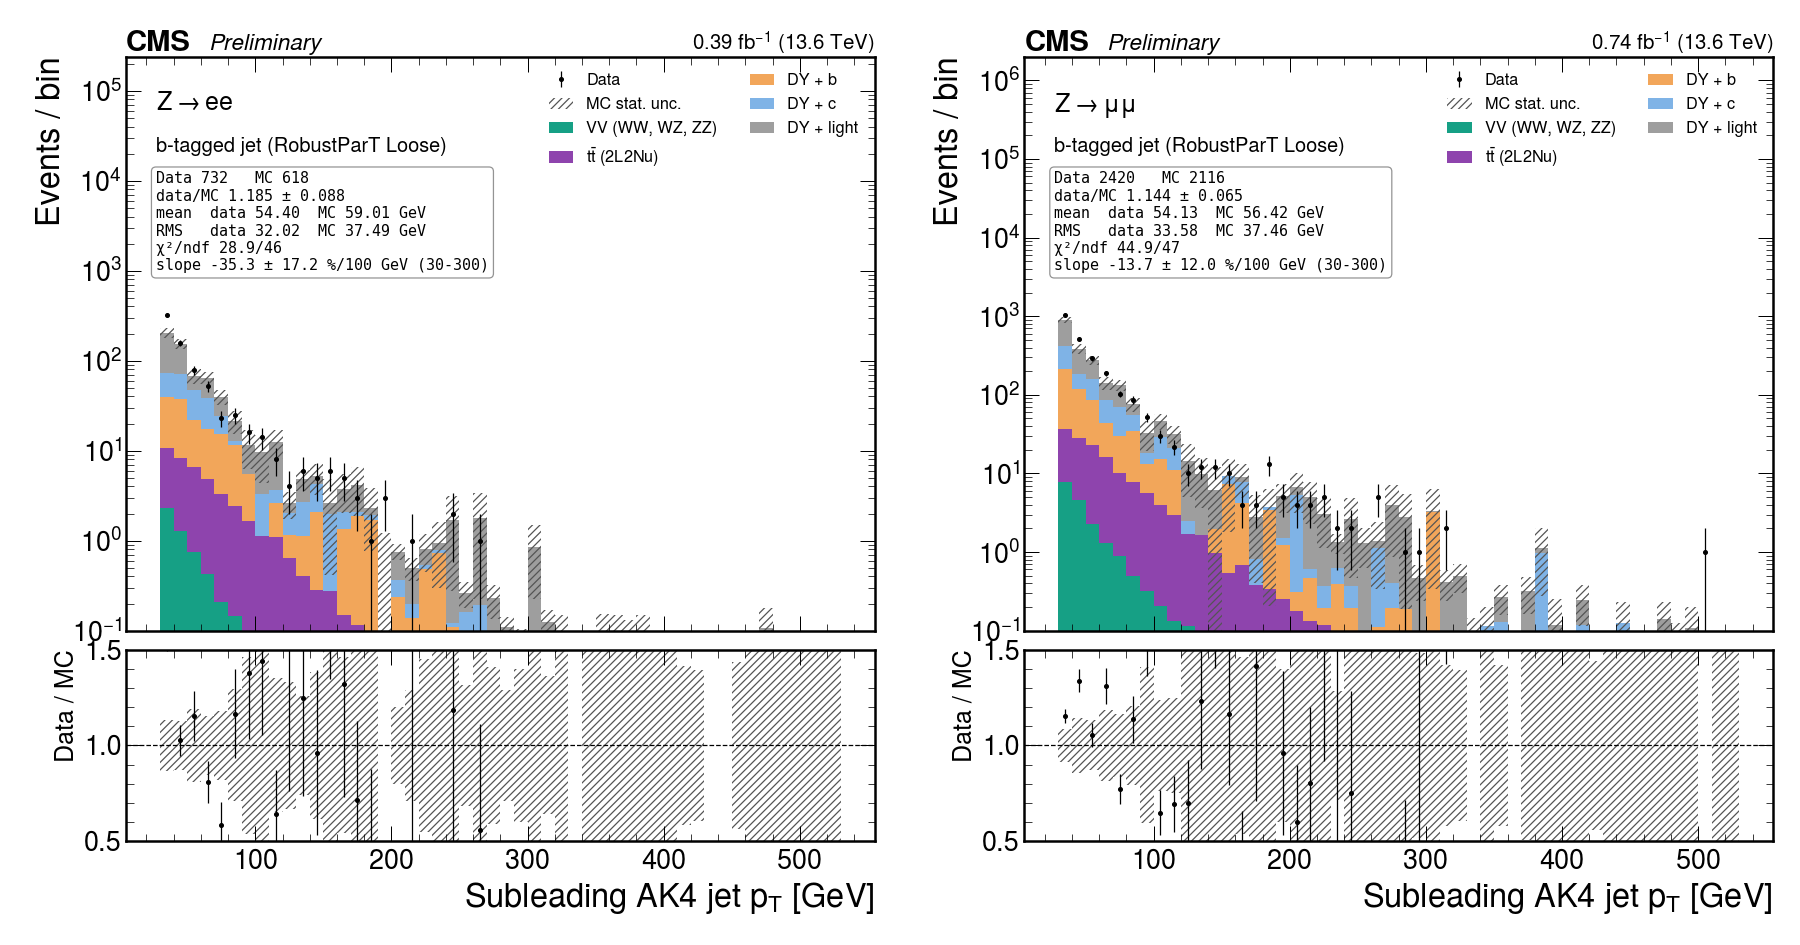 CMS Preliminary 0.39 fb⁻¹ (13.6 TeV)
Events / bin
Z → ee
b-tagged jet (RobustParT Loose)
Data 732 MC 618
data/MC 1.185 ± 0.088
mean data 54.40 MC 59.01 GeV
RMS data 32.02 MC 37.49 GeV
χ²/ndf 28.9/46
slope -35.3 ± 17.2 %/100 GeV (30-300)
Data
MC stat. unc.
VV (WW, WZ, ZZ)
tt̄ (2L2Nu)
DY + b
DY + c
DY + light
10⁵
10⁴
10³
10²
10¹
10⁰
10⁻¹
Data / MC
1.5
1.0
0.5
100 200 300 400 500
Subleading AK4 jet p_T [GeV]
CMS Preliminary 0.74 fb⁻¹ (13.6 TeV)
Events / bin
Z → μμ
b-tagged jet (RobustParT Loose)
Data 2420 MC 2116
data/MC 1.144 ± 0.065
mean data 54.13 MC 56.42 GeV
RMS data 33.58 MC 37.46 GeV
χ²/ndf 44.9/47
slope -13.7 ± 12.0 %/100 GeV (30-300)
Data
MC stat. unc.
VV (WW, WZ, ZZ)
tt̄ (2L2Nu)
DY + b
DY + c
DY + light
10⁶
10⁵
10⁴
10³
10²
10¹
10⁰
10⁻¹
Data / MC
1.5
1.0
0.5
100 200 300 400 500
Subleading AK4 jet p_T [GeV]